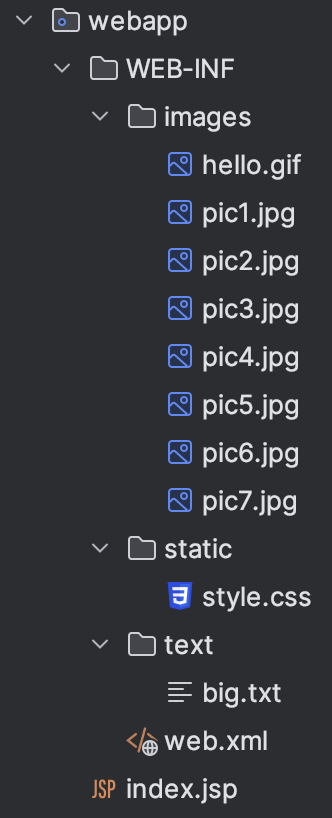 webapp
WEB-INF
images
hello.gif
pic1.jpg
pic2.jpg
pic3.jpg
pic4.jpg
pic5.jpg
pic6.jpg
pic7.jpg
static
style.css
text
big.txt
web.xml
JSP index.jsp